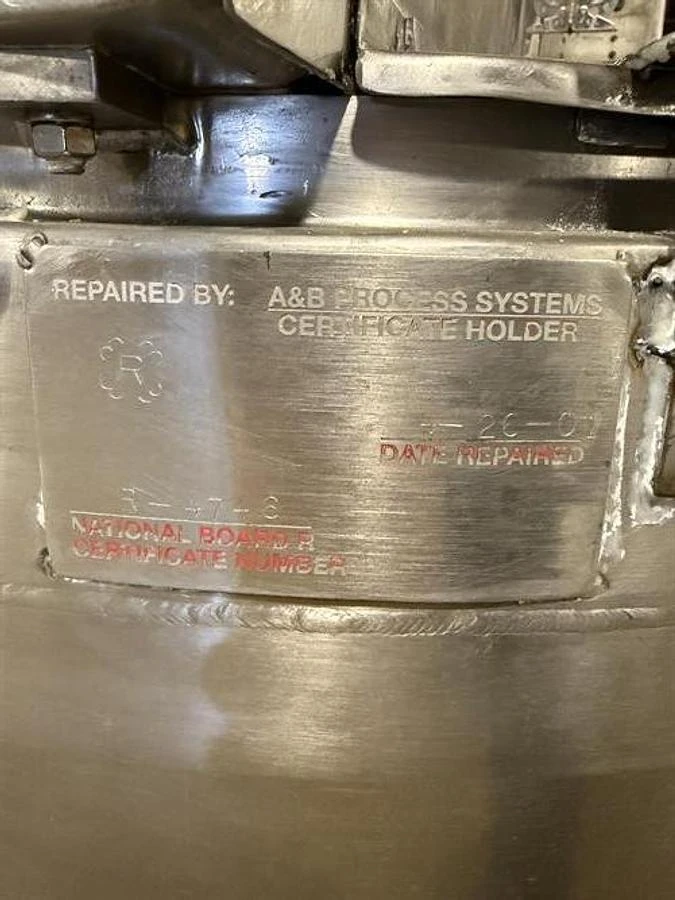 REPAIRED BY: A&B PROCESS SYSTEMS
CERTIFICATE HOLDER
R
DATE REPAIRED
NATIONAL BOARD R
CERTIFICATE NUMBER